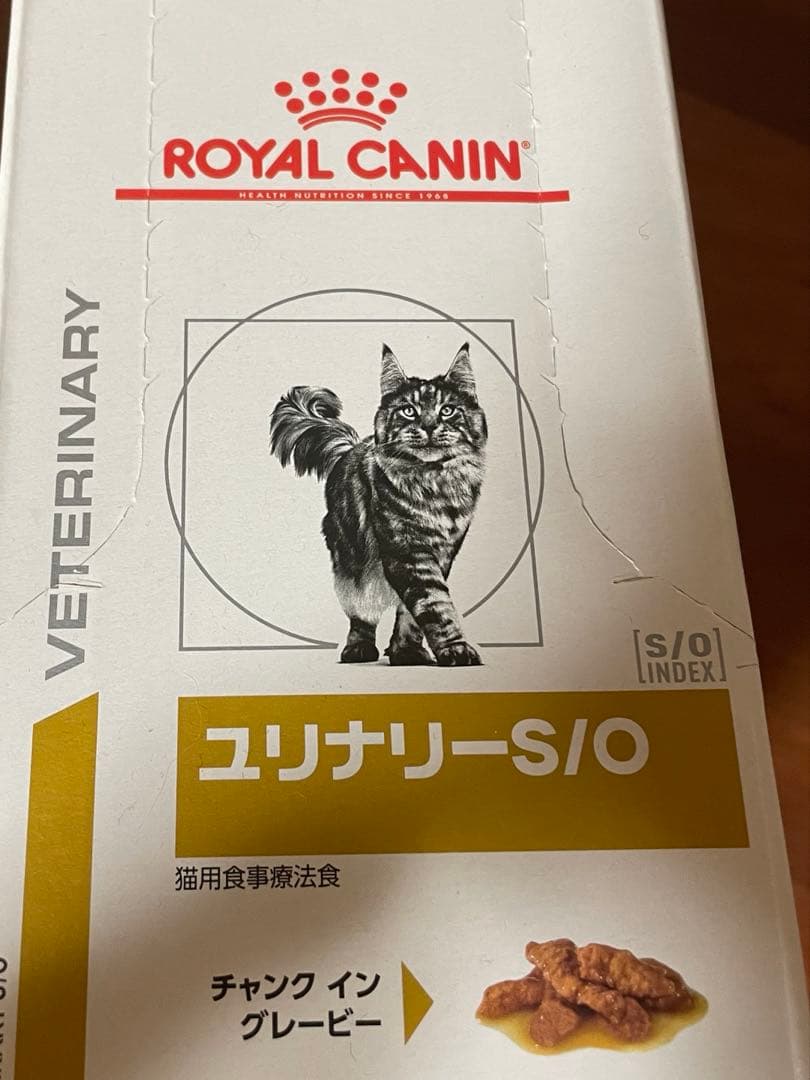 ROYAL CANIN®
HEALTH NUTRITION SINCE 1968
VETERINARY
S/O
INDEX
ユリナリーS/O
猫用食事療法食
チャンク イン
グレービー